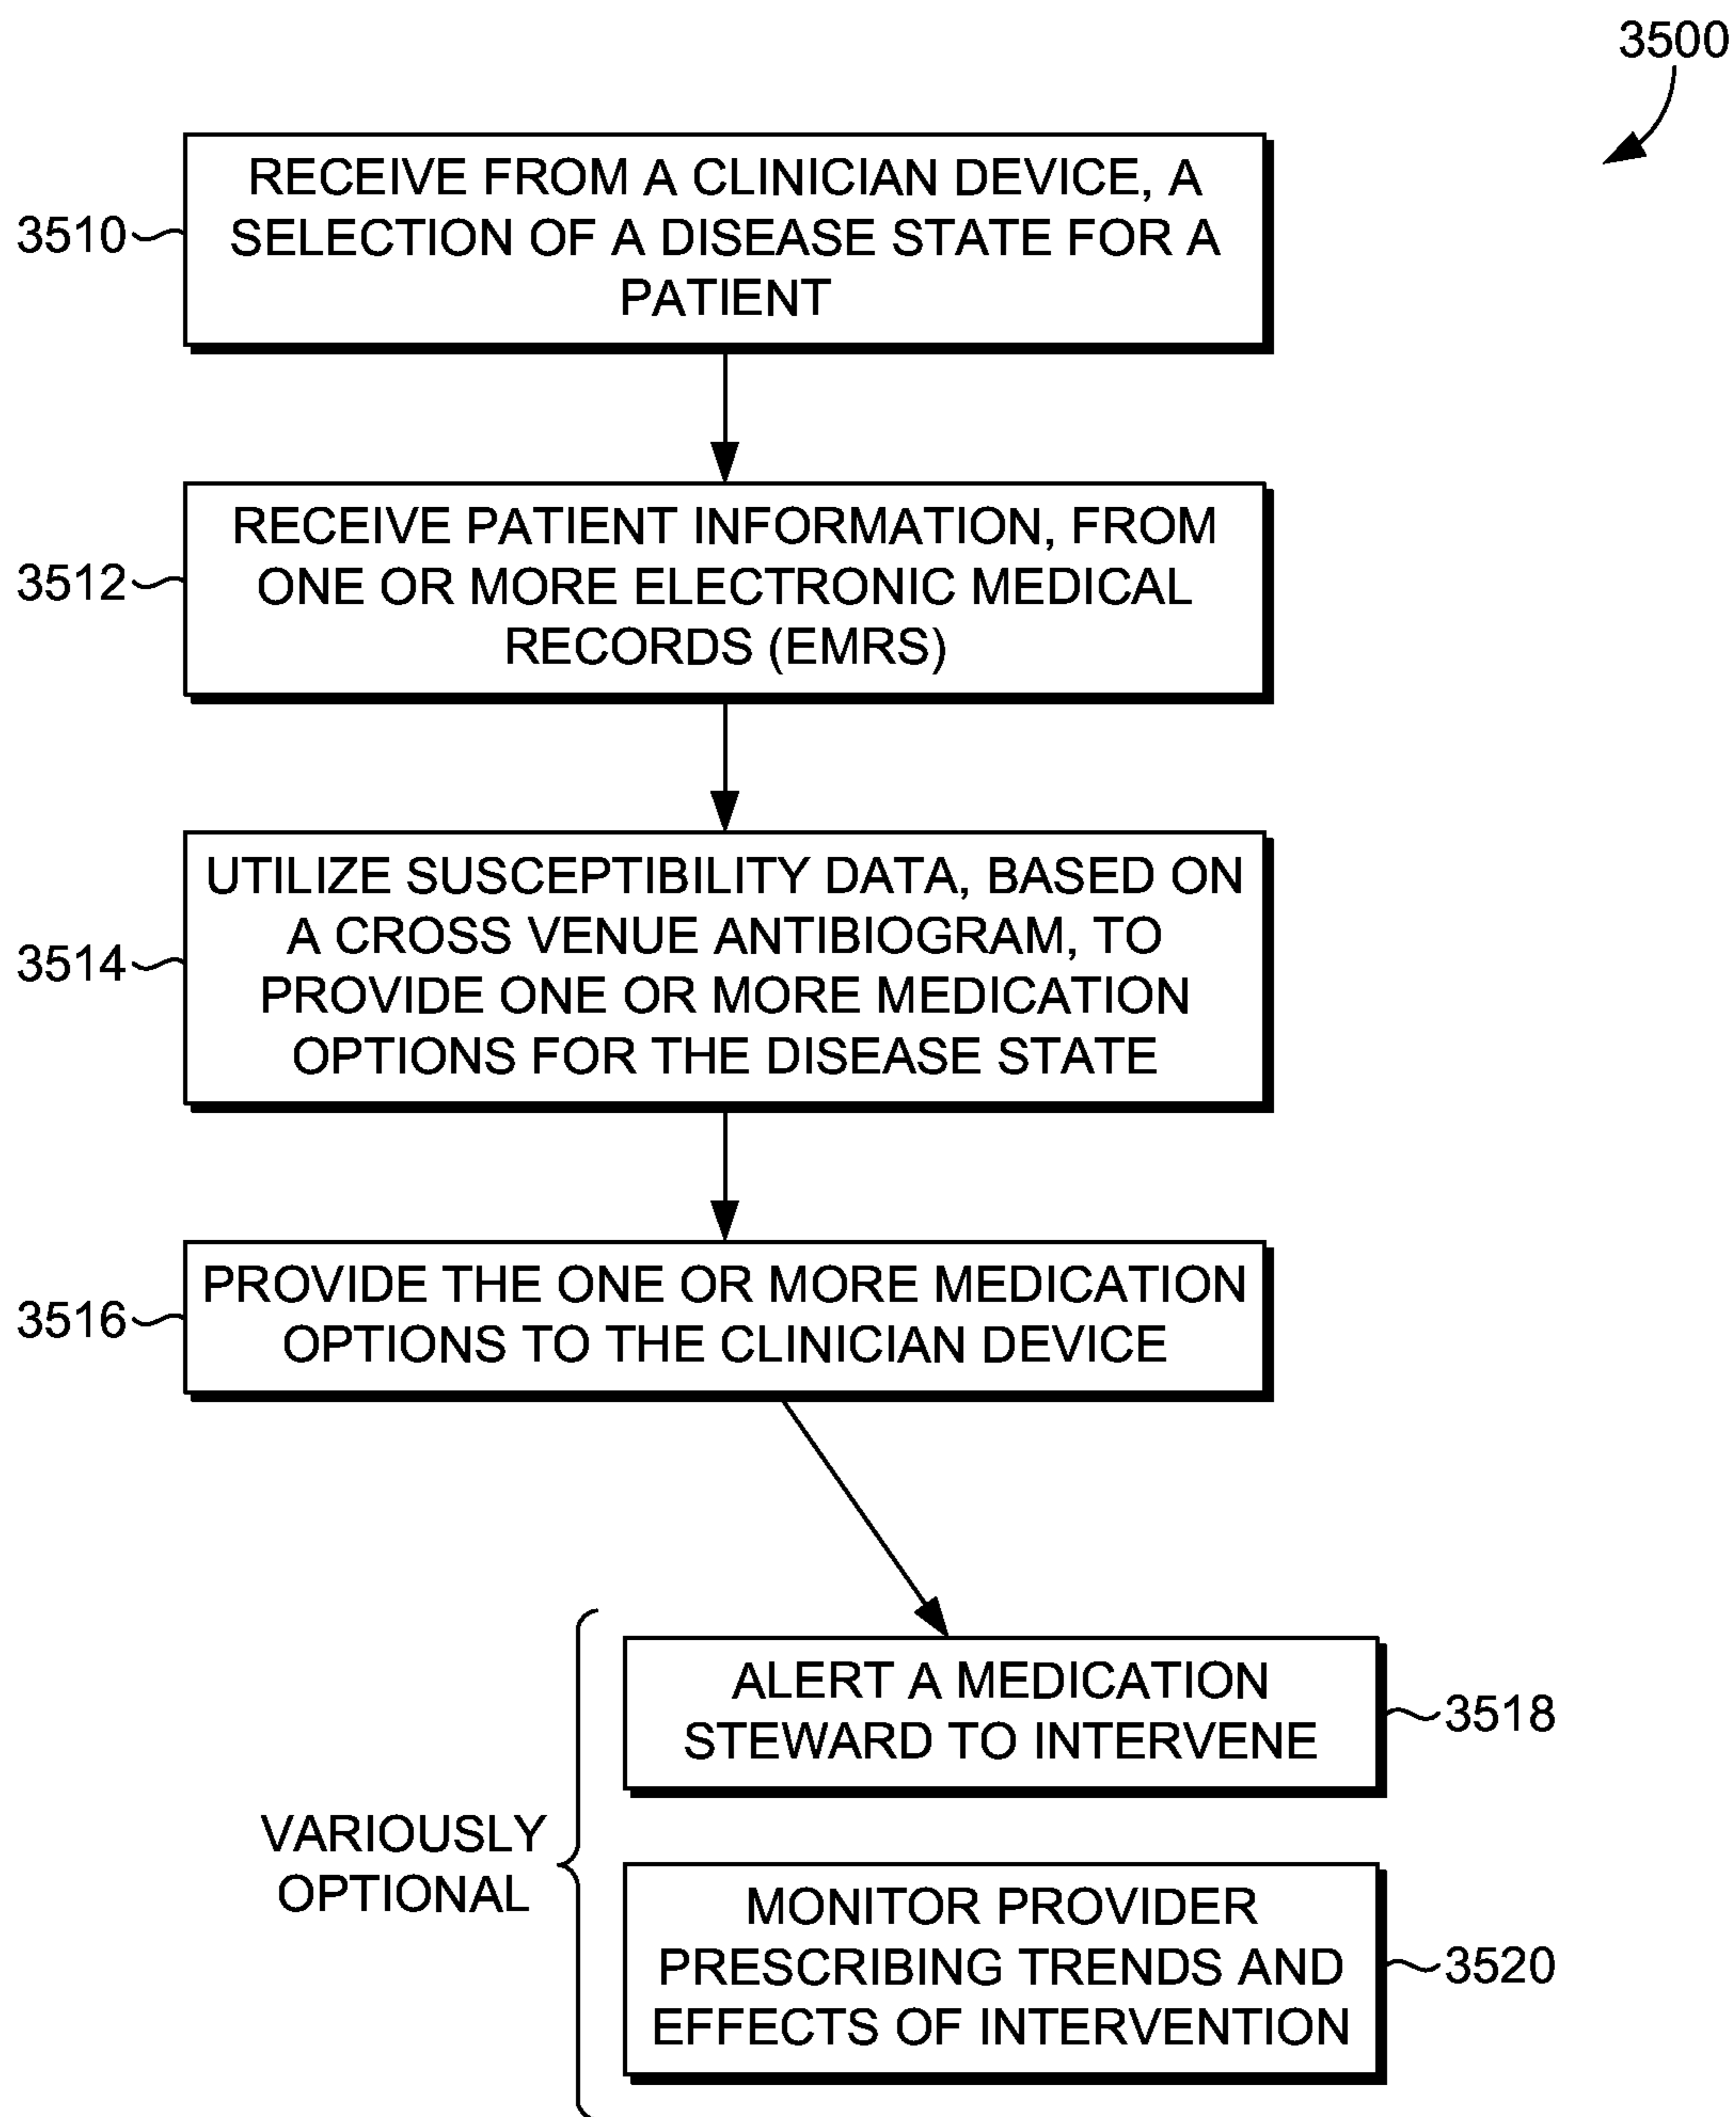 3500
RECEIVE FROM A CLINICIAN DEVICE, A
SELECTION OF A DISEASE STATE FOR A
PATIENT
3510
RECEIVE PATIENT INFORMATION, FROM
ONE OR MORE ELECTRONIC MEDICAL
RECORDS (EMRS)
3512
UTILIZE SUSCEPTIBILITY DATA, BASED ON
A CROSS VENUE ANTIBIOGRAM, TO
PROVIDE ONE OR MORE MEDICATION
OPTIONS FOR THE DISEASE STATE
3514
PROVIDE THE ONE OR MORE MEDICATION
OPTIONS TO THE CLINICIAN DEVICE
3516
ALERT A MEDICATION
STEWARD TO INTERVENE
3518
VARIOUSLY
OPTIONAL
MONITOR PROVIDER
PRESCRIBING TRENDS AND
EFFECTS OF INTERVENTION
3520